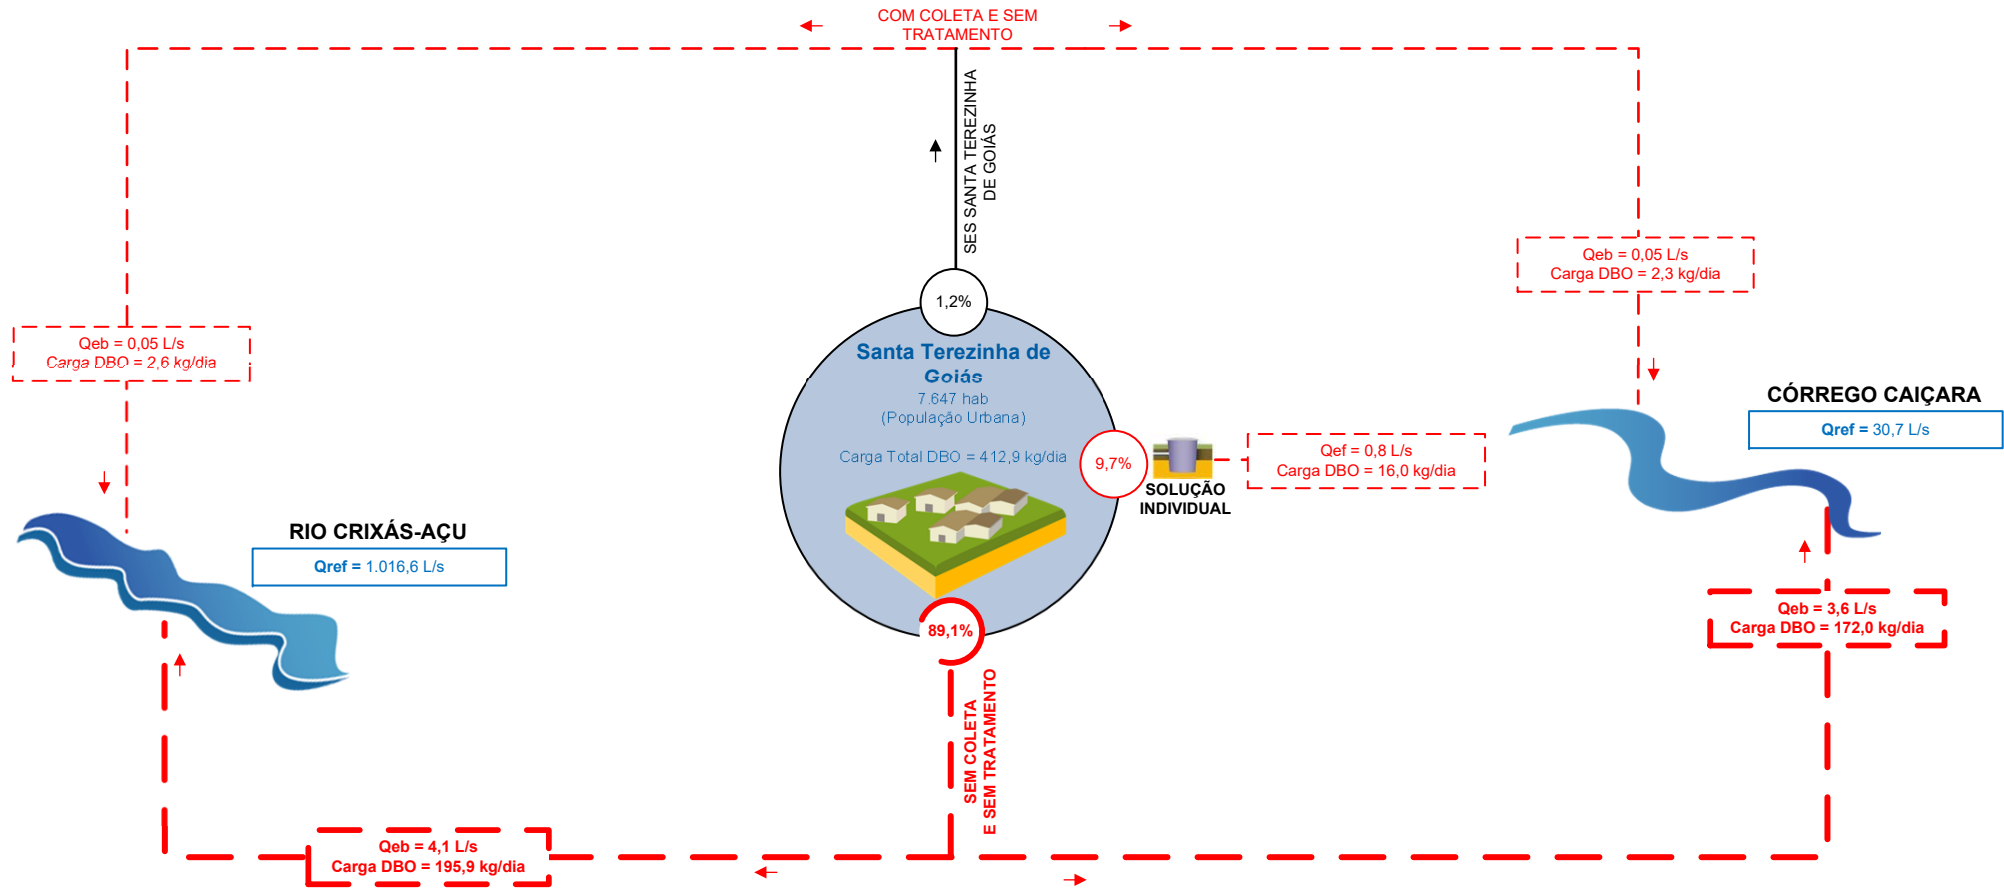 COM COLETA E SEM
TRATAMENTO
SES SANTA TEREZINHA
DE GOIÁS
Qeb = 0,05 L/s
Carga DBO = 2,3 kg/dia
Qeb = 0,05 L/s
Carga DBO = 2,6 kg/dia
1,2%
Santa Terezinha de
Goiás
7.647 hab
(População Urbana)
Carga Total DBO = 412,9 kg/dia
9,7%
SOLUÇÃO
INDIVIDUAL
Qef = 0,8 L/s
Carga DBO = 16,0 kg/dia
CÓRREGO CAIÇARA
Qref = 30,7 L/s
RIO CRIXÁS-AÇU
Qref = 1.016,6 L/s
89,1%
SEM COLETA
E SEM TRATAMENTO
Qeb = 3,6 L/s
Carga DBO = 172,0 kg/dia
Qeb = 4,1 L/s
Carga DBO = 195,9 kg/dia